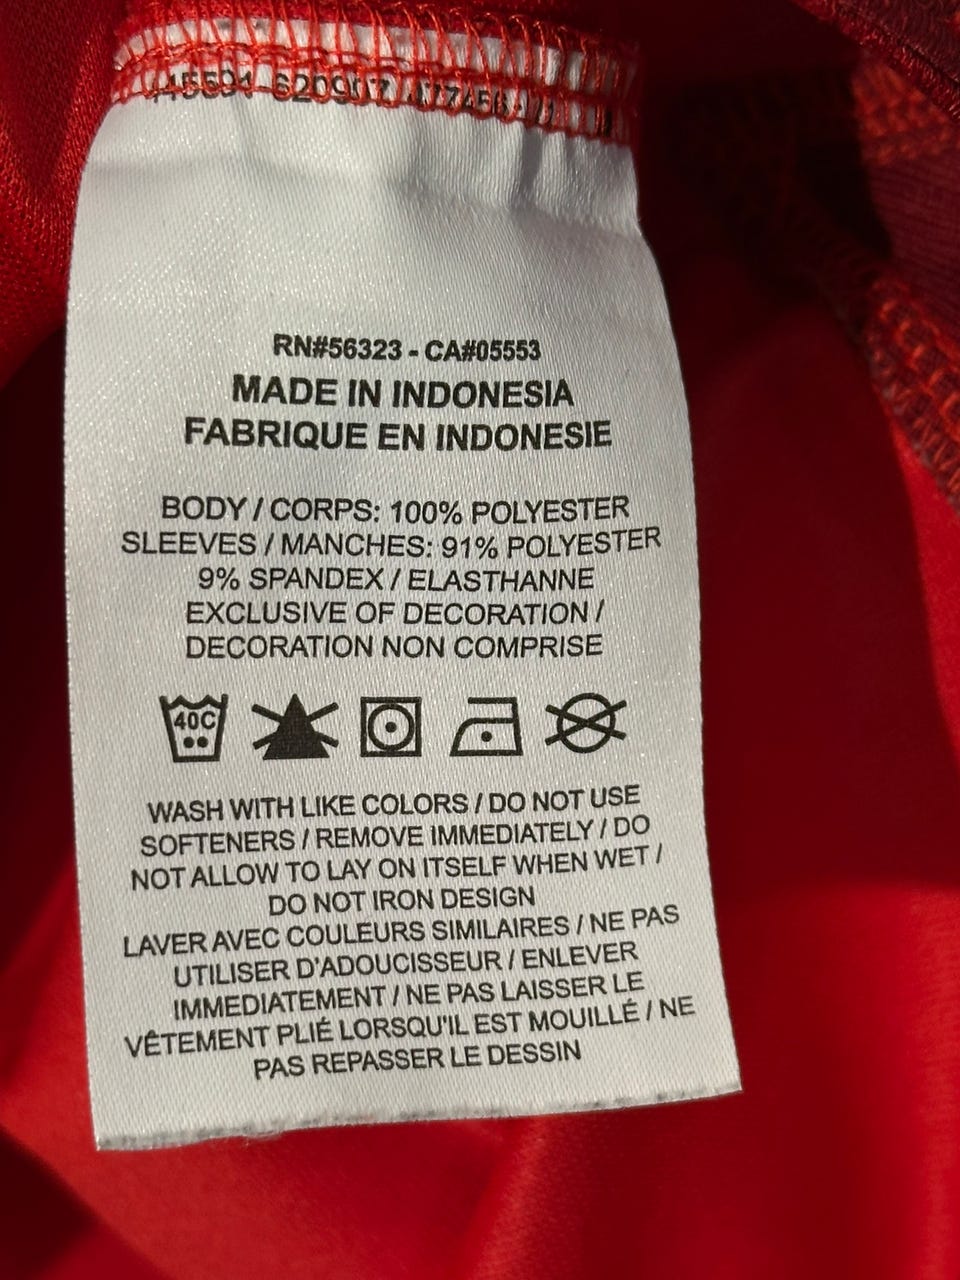 620907
RN#56323 - CA#05553
MADE IN INDONESIA
FABRIQUE EN INDONESIE
BODY / CORPS: 100% POLYESTER
SLEEVES / MANCHES: 91% POLYESTER
9% SPANDEX / ELASTHANNE
EXCLUSIVE OF DECORATION /
DECORATION NON COMPRISE
40C
WASH WITH LIKE COLORS / DO NOT USE
SOFTENERS / REMOVE IMMEDIATELY / DO
NOT ALLOW TO LAY ON ITSELF WHEN WET /
DO NOT IRON DESIGN
LAVER AVEC COULEURS SIMILAIRES / NE PAS
UTILISER D'ADOUCISSEUR / ENLEVER
IMMEDIATEMENT / NE PAS LAISSER LE
VÊTEMENT PLIÉ LORSQU'IL EST MOUILLÉ / NE
PAS REPASSER LE DESSIN